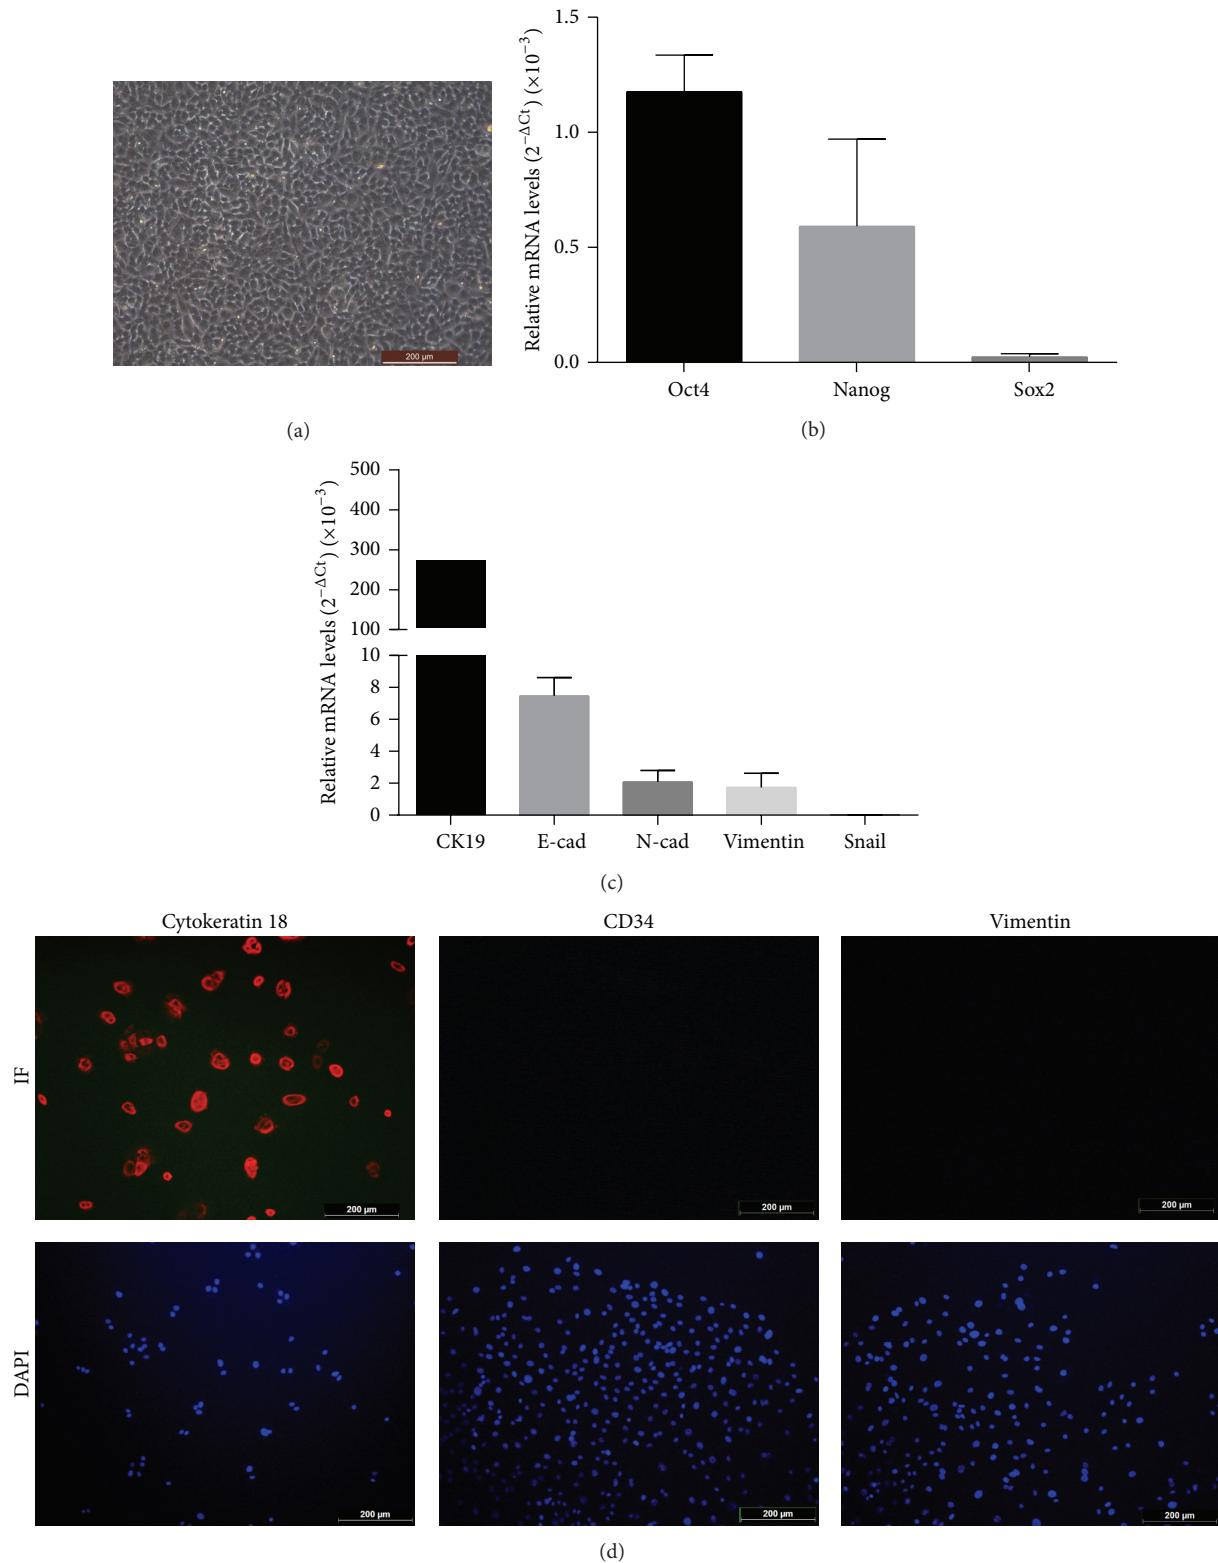 Relative mRNA levels (2^−ΔCt) (×10^−3)
1.5
1.0
0.5
0.0
Oct4 Nanog Sox2
200 µm
(a)
(b)
Relative mRNA levels (2^−ΔCt) (×10^−3)
500
400
300
200
100
10
8
6
4
2
0
CK19 E-cad N-cad Vimentin Snail
(c)
Cytokeratin 18 CD34 Vimentin
IF
200 µm 200 µm 200 µm
DAPI
200 µm 200 µm 200 µm
(d)